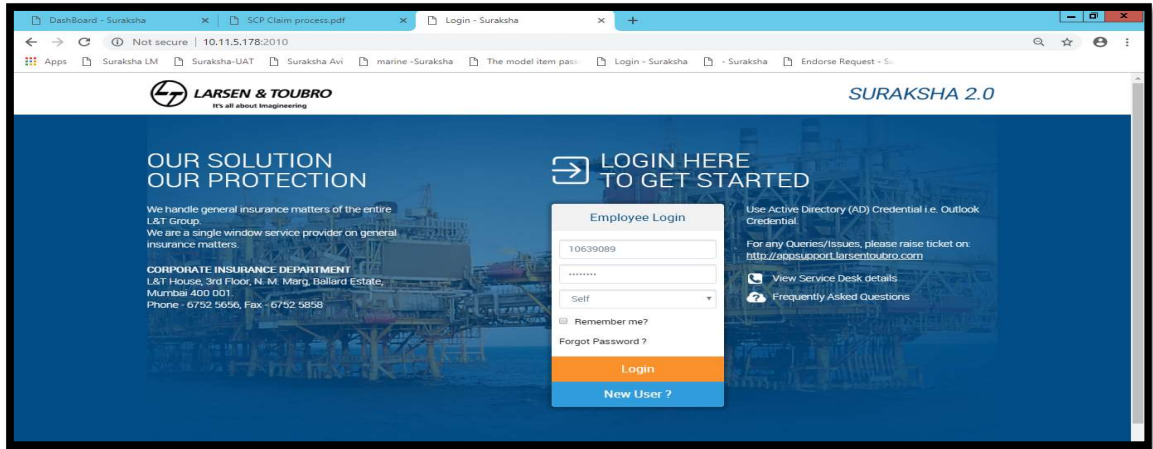 DashBoard - Suraksha
SCP Claim process.pdf
Login - Suraksha
Not secure | 10.11.5.178:2010
Apps Suraksha LM Suraksha-UAT Suraksha Avi marine -Suraksha The model item pass Login - Suraksha - Suraksha Endorse Request - Su
LARSEN & TOUBRO
It's all about Imagineering
SURAKSHA 2.0
OUR SOLUTION
OUR PROTECTION
We handle general insurance matters of the entire
L&T Group.
We are a single window service provider on general
insurance matters.
CORPORATE INSURANCE DEPARTMENT
L&T House, 3rd Floor, N. M. Marg, Ballard Estate,
Mumbai 400 001.
Phone - 6752 5656, Fax - 6752 5858
LOGIN HERE
TO GET STARTED
Employee Login
10639089
........
Self
Remember me?
Forgot Password ?
Login
New User ?
Use Active Directory (AD) Credential i.e. Outlook
Credential.
For any Queries/Issues, please raise ticket on:
http://appsupport.larsentoubro.com
View Service Desk details
Frequently Asked Questions